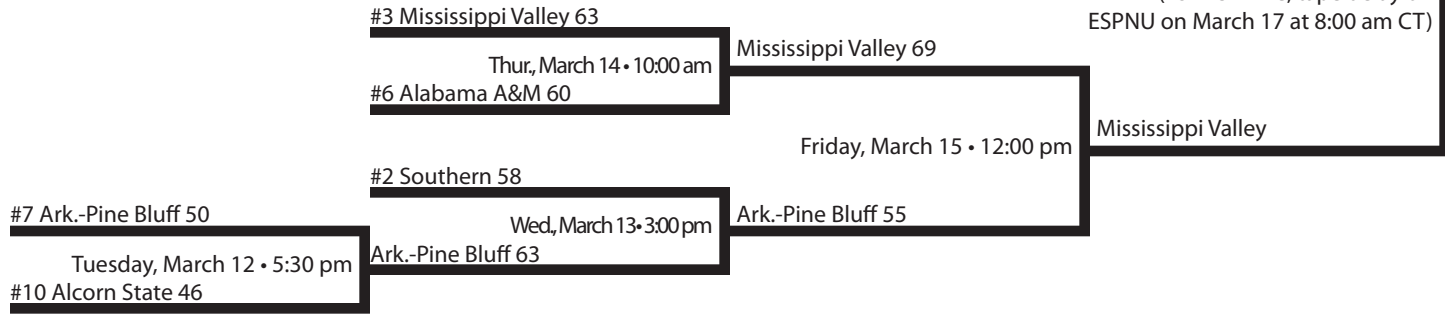 #3 Mississippi Valley 63
ESPNU on March 17 at 8:00 am CT)
Mississippi Valley 69
Thur., March 14 • 10:00 am
#6 Alabama A&M 60
Mississippi Valley
Friday, March 15 • 12:00 pm
#2 Southern 58
#7 Ark.-Pine Bluff 50
Ark.-Pine Bluff 55
Wed., March 13• 3:00 pm
Ark.-Pine Bluff 63
Tuesday, March 12 • 5:30 pm
#10 Alcorn State 46